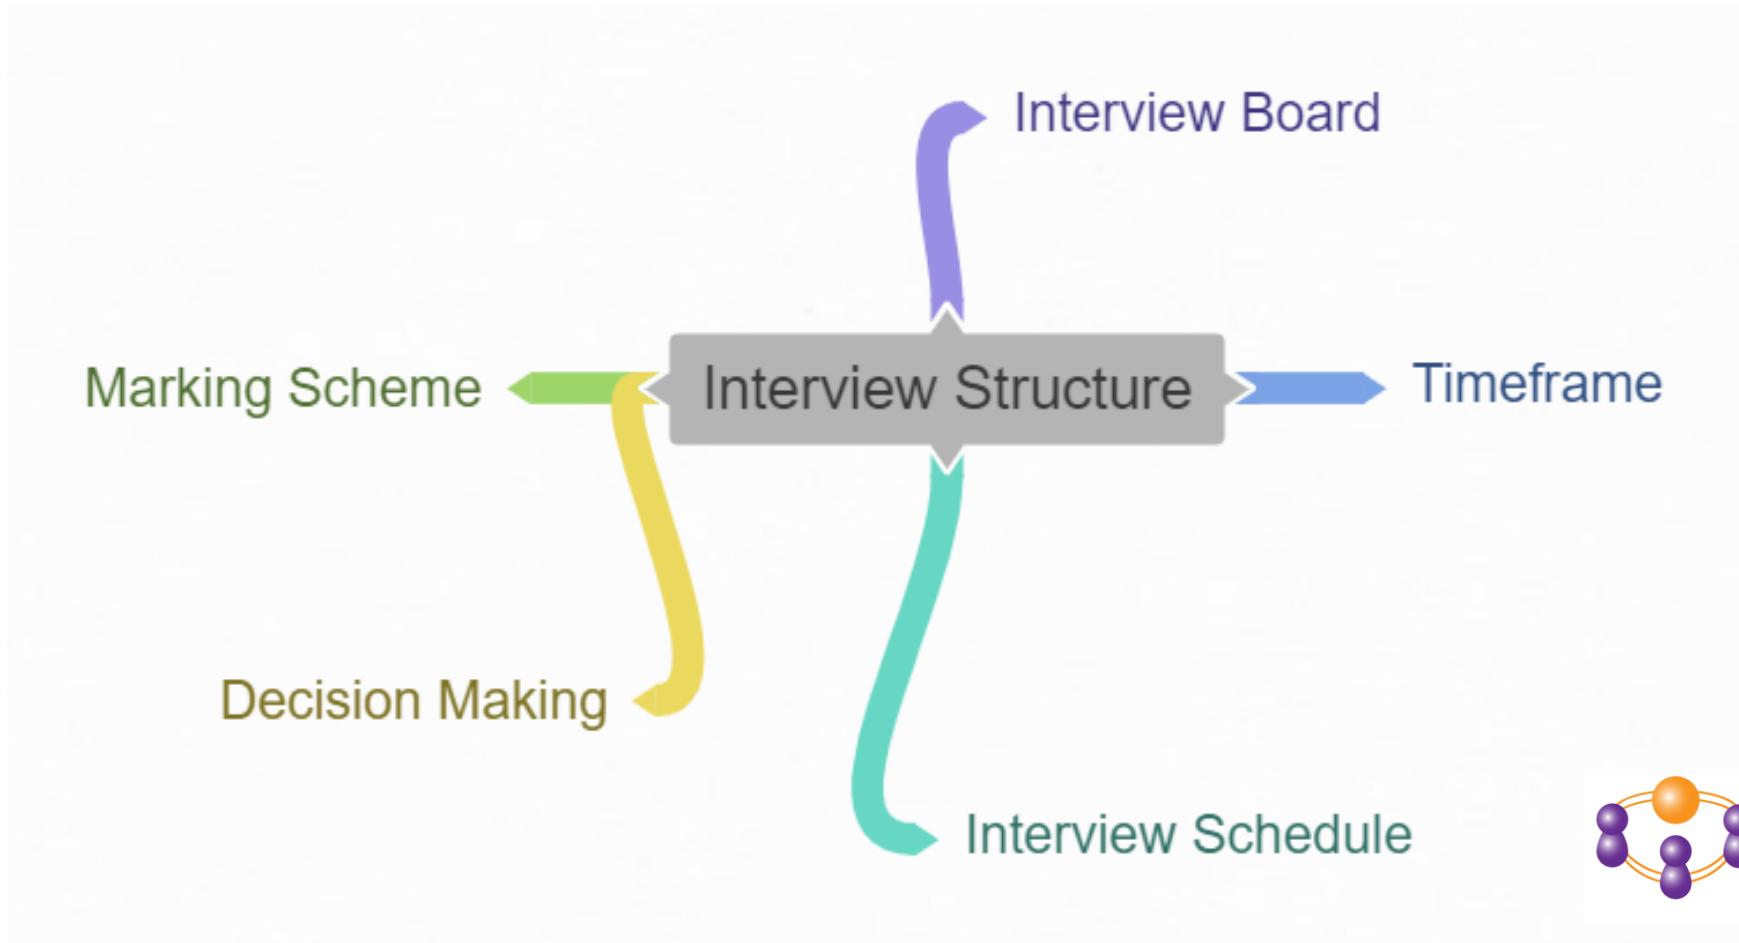 Interview Board
Marking Scheme
Interview Structure
Timeframe
Decision Making
Interview Schedule